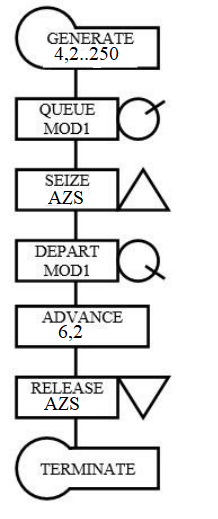 GENERATE
4,2..250
QUEUE
MOD1
SEIZE
AZS
DEPART
MOD1
ADVANCE
6,2
RELEASE
AZS
TERMINATE